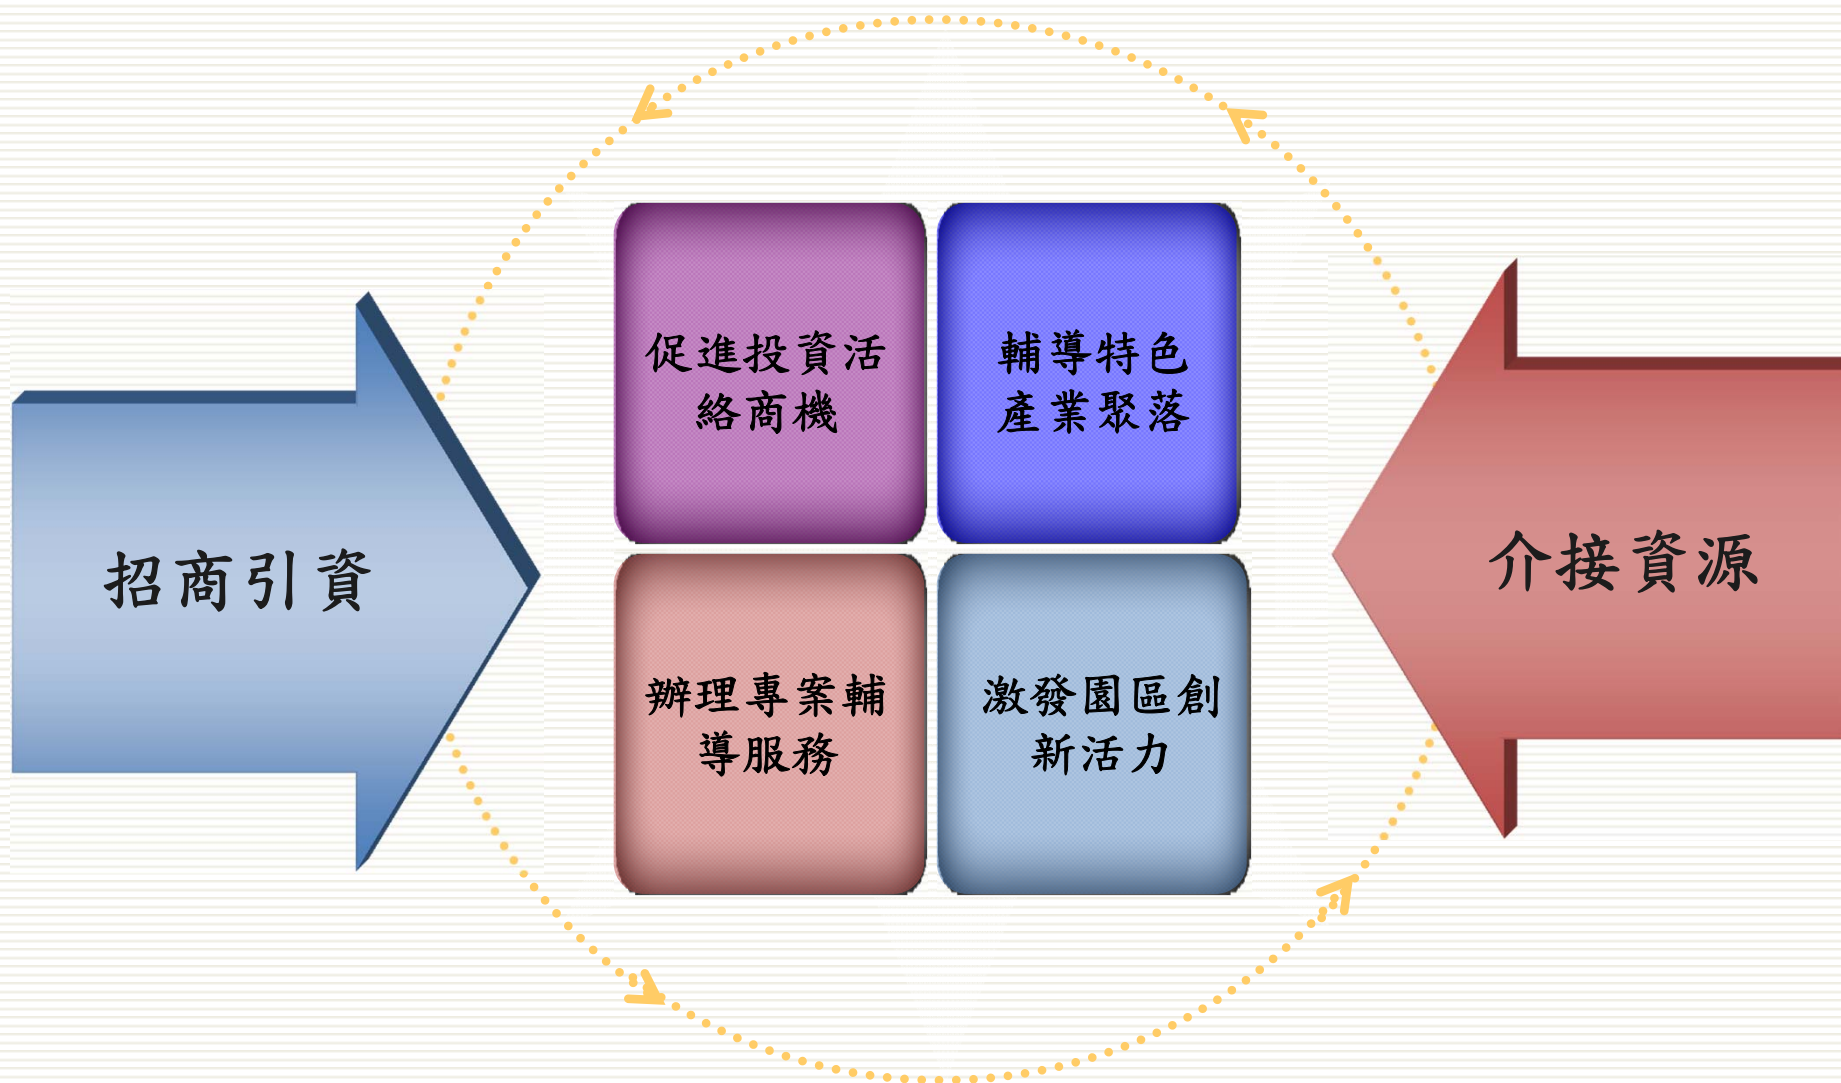 促進投資活
絡商機
輔導特色
產業聚落
招商引資
介接資源
辦理專案輔
導服務
激發園區創
新活力